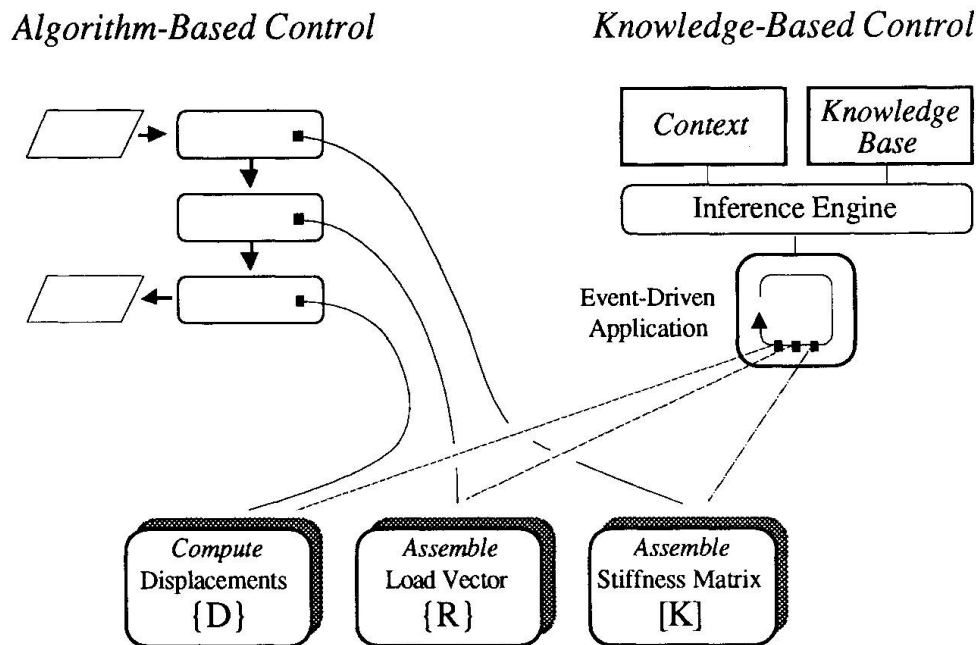 Algorithm-Based Control
Knowledge-Based Control
Context
Knowledge
Base
Inference Engine
Event-Driven
Application
Compute
Displacements
{D}
Assemble
Load Vector
{R}
Assemble
Stiffness Matrix
[K]